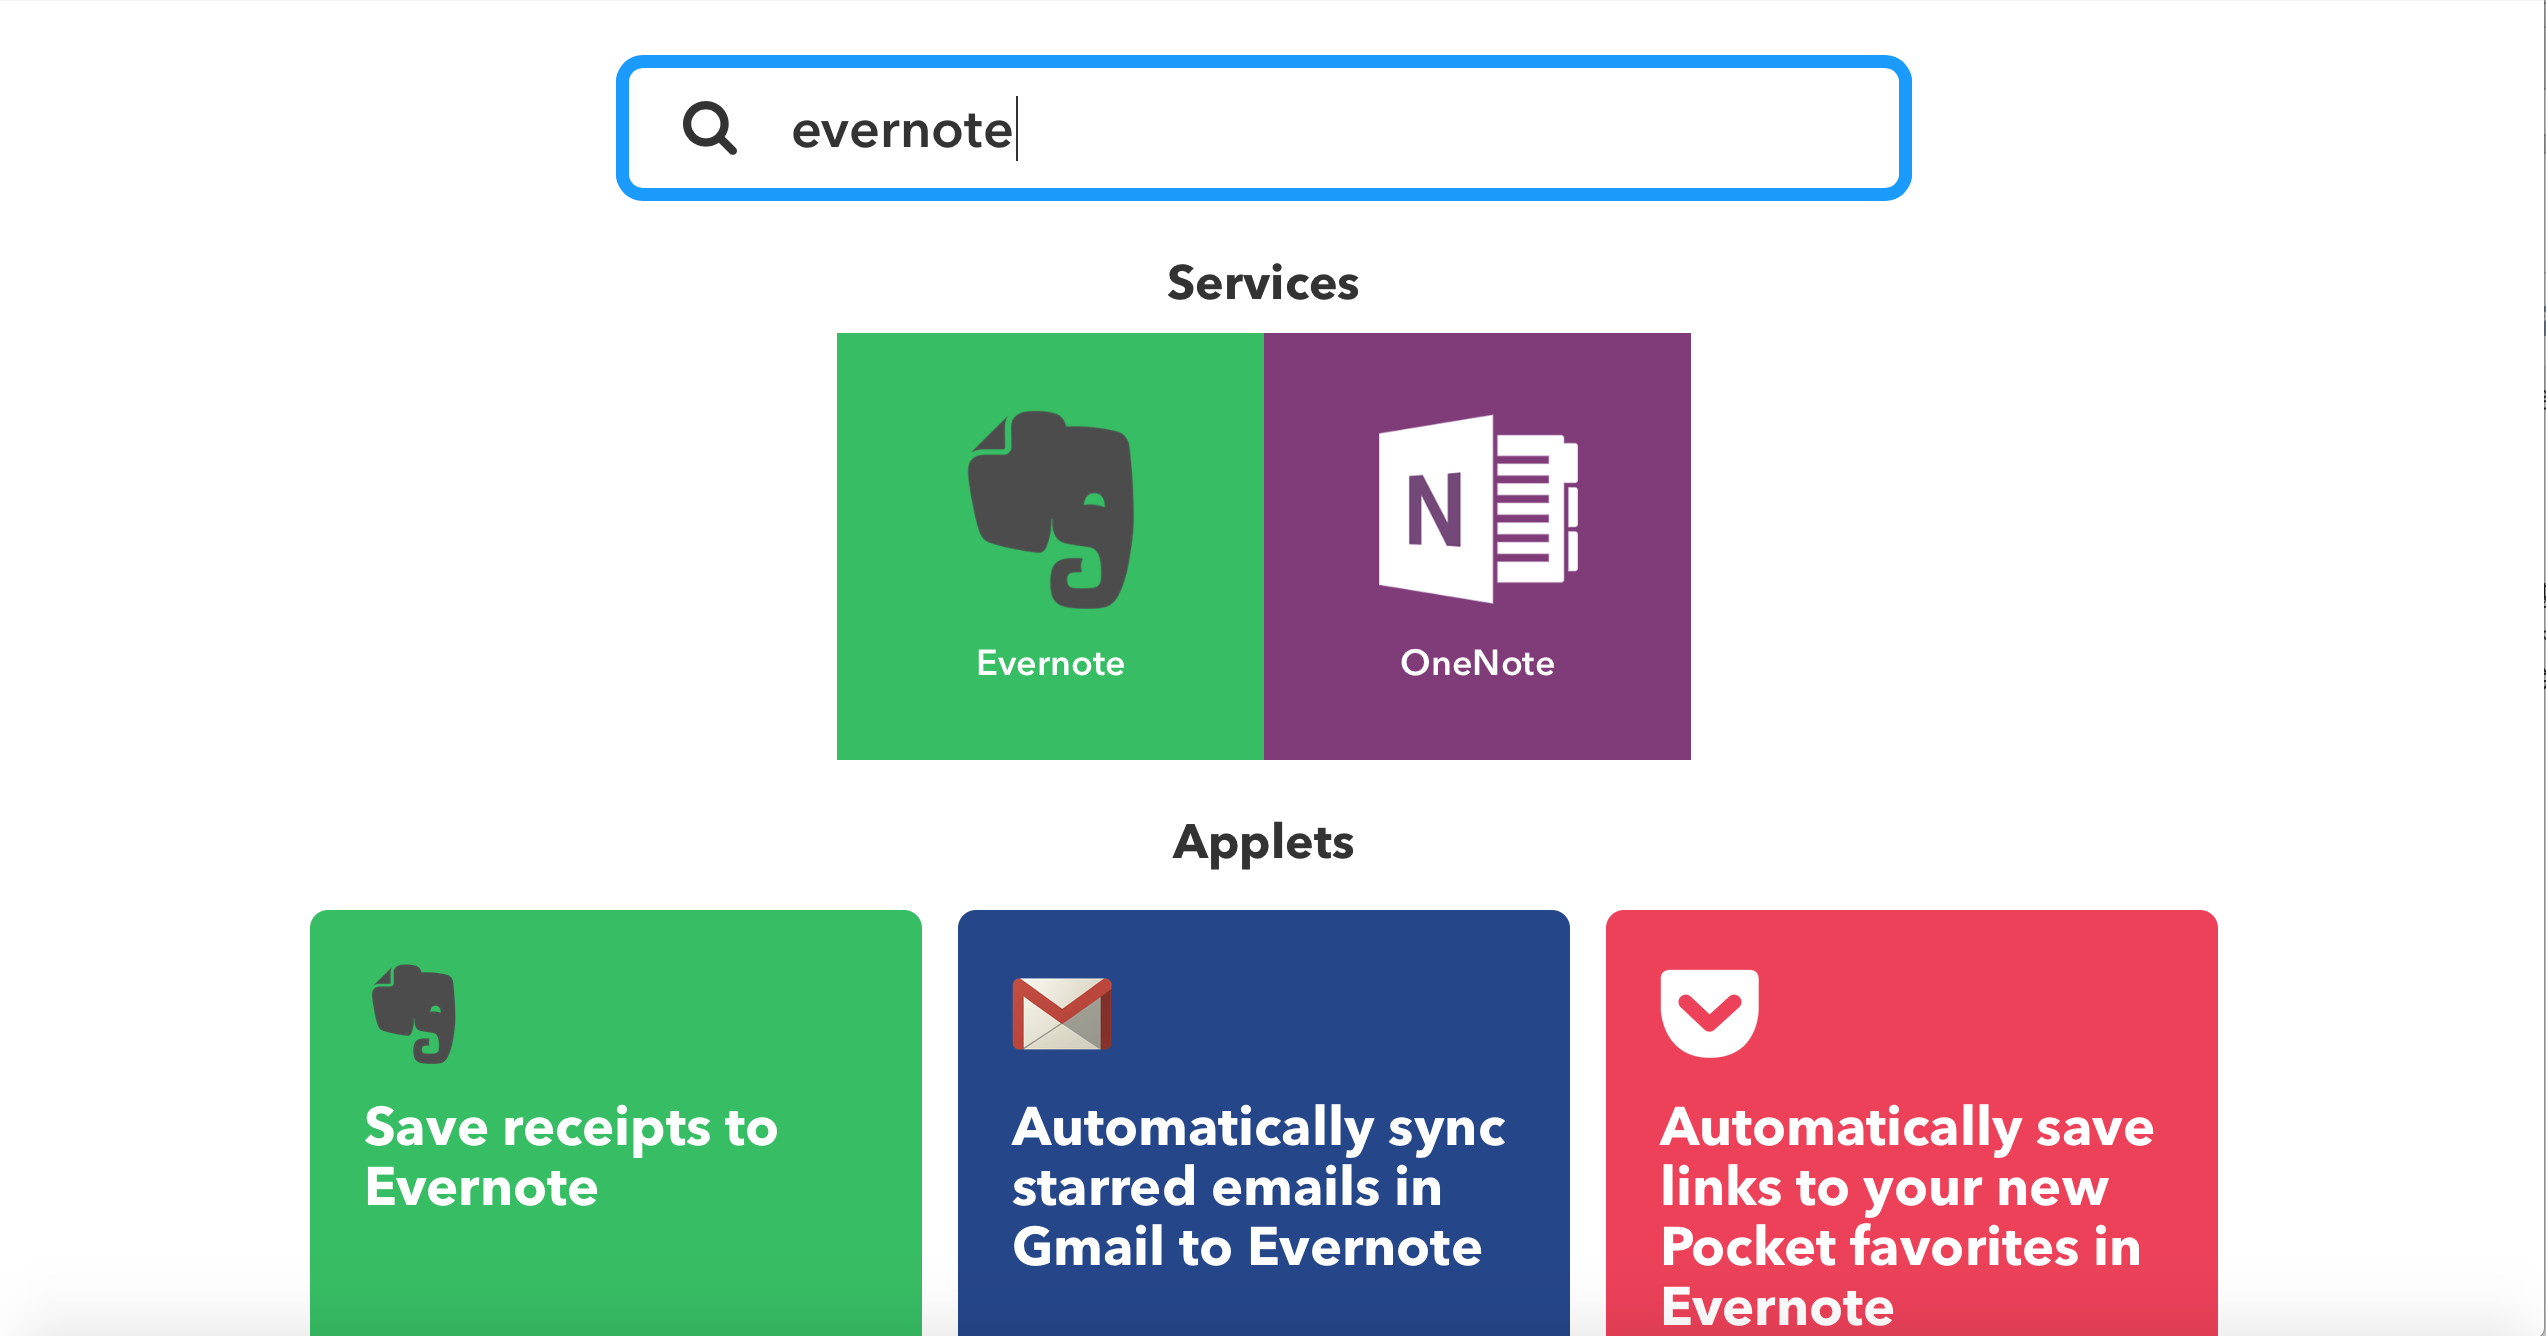 evernote
Services
N
Evernote
OneNote
Applets
Save receipts to
Evernote
Automatically sync
starred emails in
Gmail to Evernote
Automatically save
links to your new
Pocket favorites in
Evernote